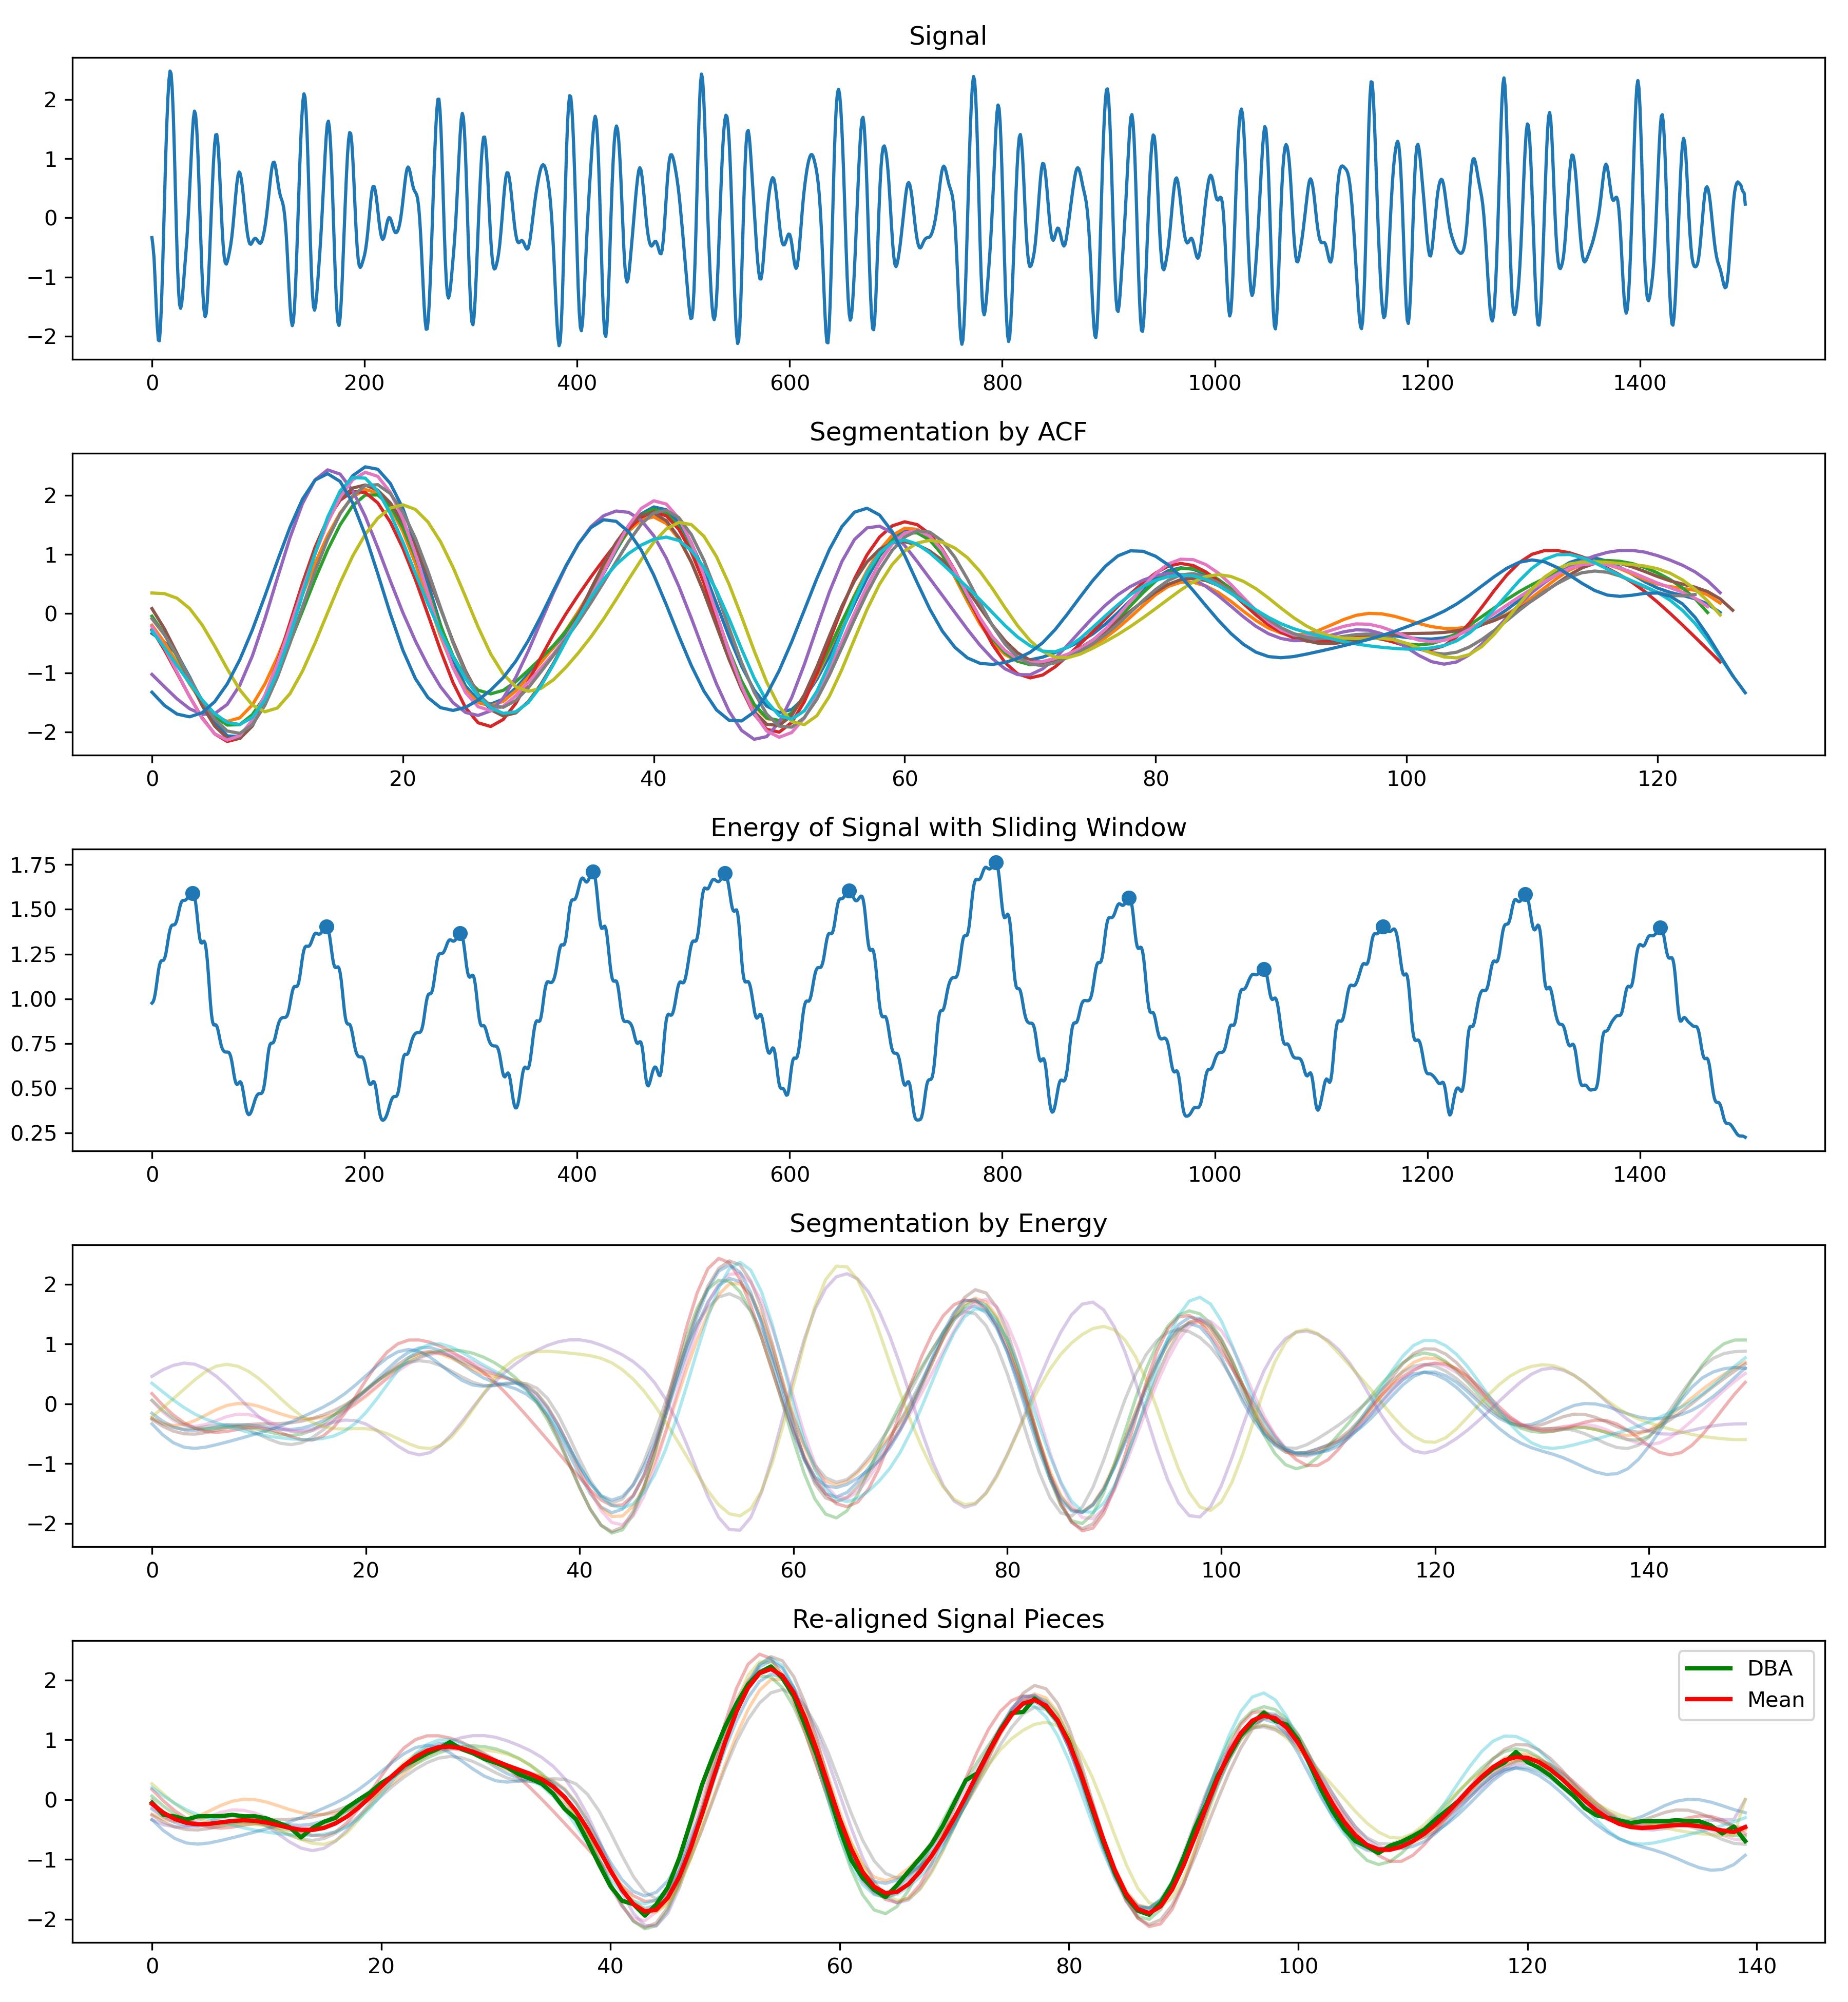 Signal
2
1
0
−1
−2
0 200 400 600 800 1000 1200 1400
Segmentation by ACF
2
1
0
−1
−2
0 20 40 60 80 100 120
Energy of Signal with Sliding Window
1.75
1.50
1.25
1.00
0.75
0.50
0.25
0 200 400 600 800 1000 1200 1400
Segmentation by Energy
2
1
0
−1
−2
0 20 40 60 80 100 120 140
Re-aligned Signal Pieces
DBA
Mean
2
1
0
−1
−2
0 20 40 60 80 100 120 140